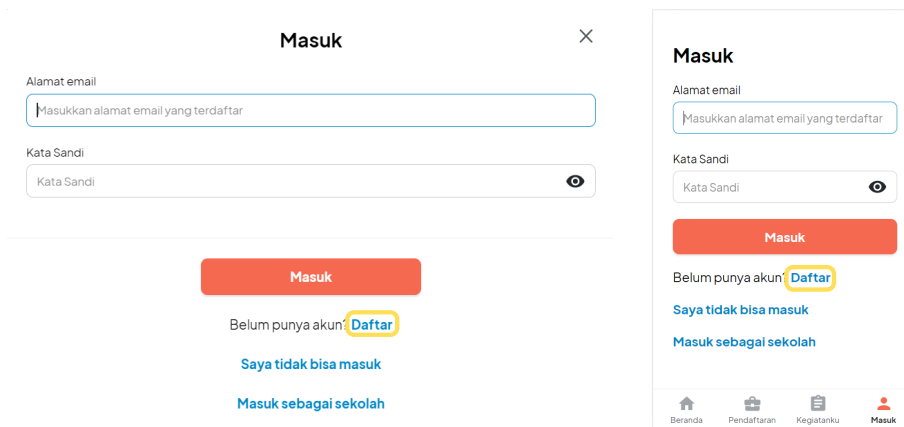 Masuk
Alamat email
Masukkan alamat email yang terdaftar
Kata Sandi
Kata Sandi
Masuk
Belum punya akun? Daftar
Saya tidak bisa masuk
Masuk sebagai sekolah
Masuk
Alamat email
Masukkan alamat email yang terdaftar
Kata Sandi
Kata Sandi
Masuk
Belum punya akun? Daftar
Saya tidak bisa masuk
Masuk sebagai sekolah
Beranda Pendaftaran Kegiatanku Masuk